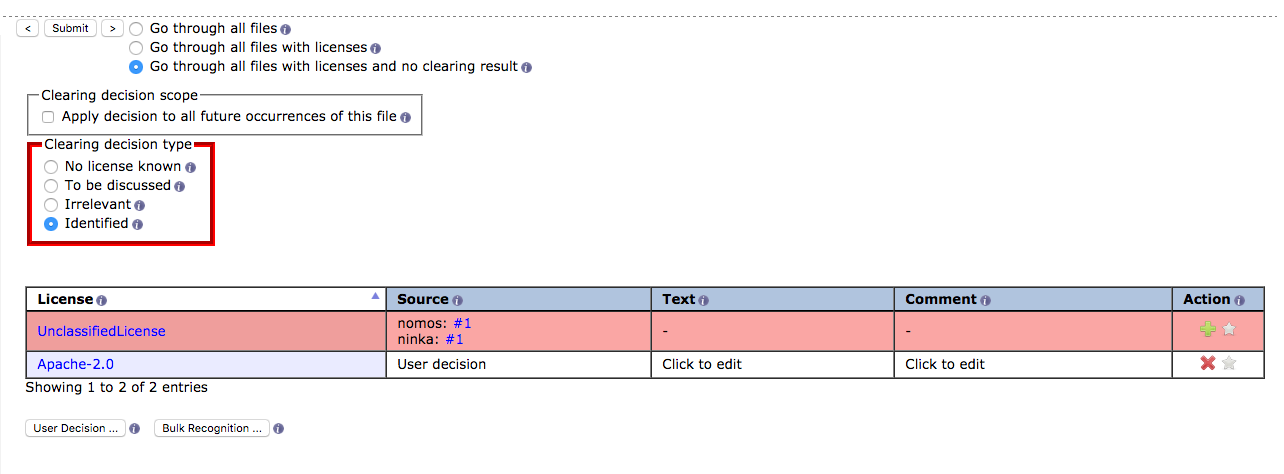 < Submit > Go through all files
Go through all files with licenses
Go through all files with licenses and no clearing result
Clearing decision scope
Apply decision to all future occurrences of this file
Clearing decision type
No license known
To be discussed
Irrelevant
Identified
License Source Text Comment Action
UnclassifiedLicense nomos: #1 - -
ninka: #1
Apache-2.0 User decision Click to edit Click to edit
Showing 1 to 2 of 2 entries
User Decision ... Bulk Recognition ...